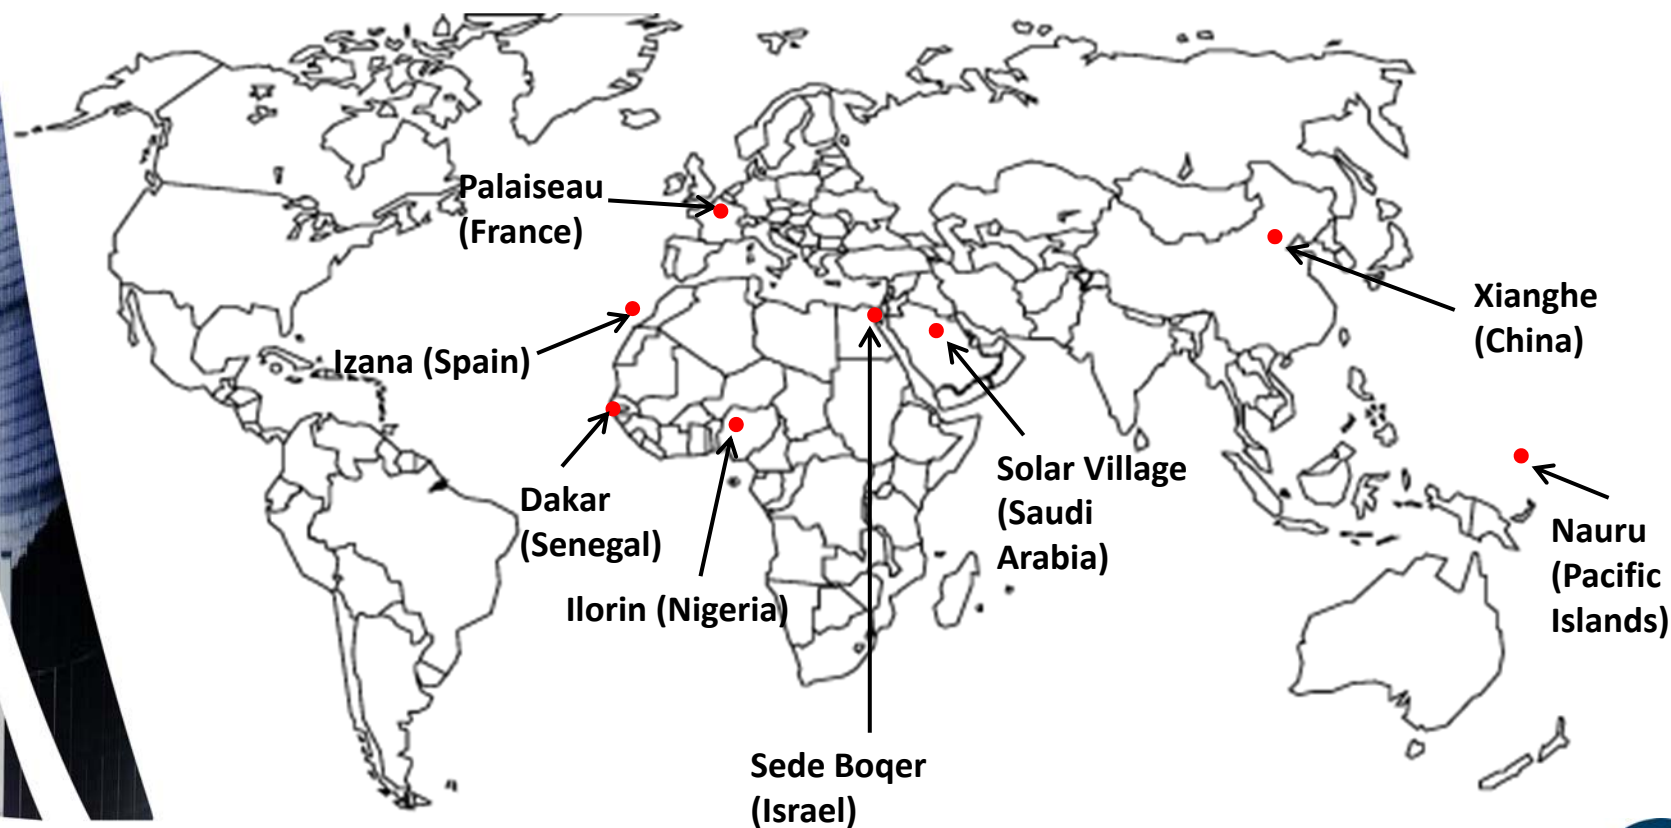 Palaiseau
(France)
Xianghe
(China)
Izana (Spain)
Solar Village
(Saudi
Arabia)
Dakar
(Senegal)
Nauru
(Pacific
Islands)
Ilorin (Nigeria)
Sede Boqer
(Israel)